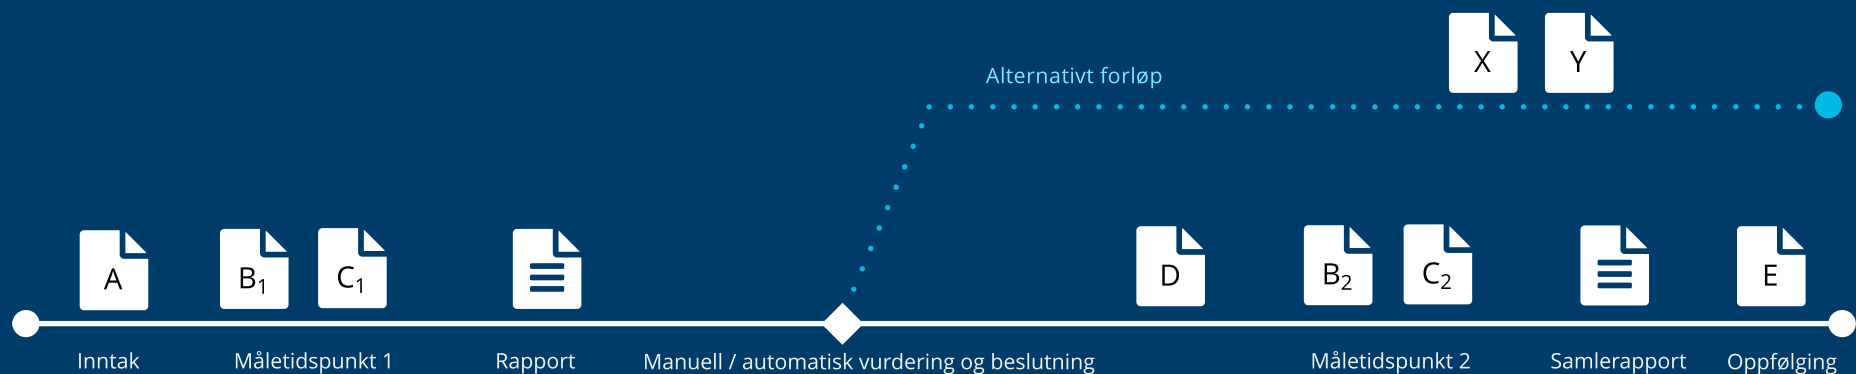 X Y
Alternativt forløp
A B₁ C₁ D B₂ C₂ E
Inntak Måletidspunkt 1 Rapport Manuell / automatisk vurdering og beslutning Måletidspunkt 2 Samlerapport Oppfølging